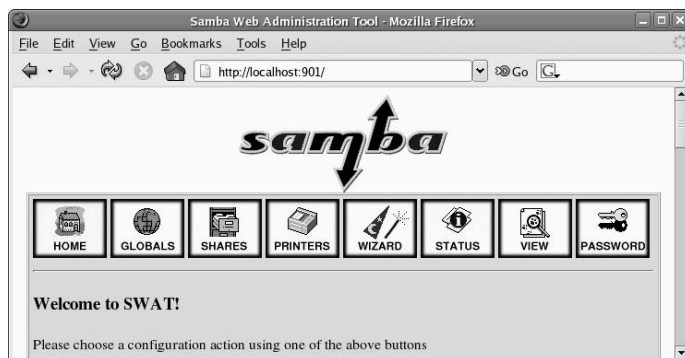 Samba Web Administration Tool - Mozilla Firefox
File Edit View Go Bookmarks Tools Help
http://localhost:901/ Go G
samba
HOME GLOBALS SHARES PRINTERS WIZARD STATUS VIEW PASSWORD
Welcome to SWAT!
Please choose a configuration action using one of the above buttons